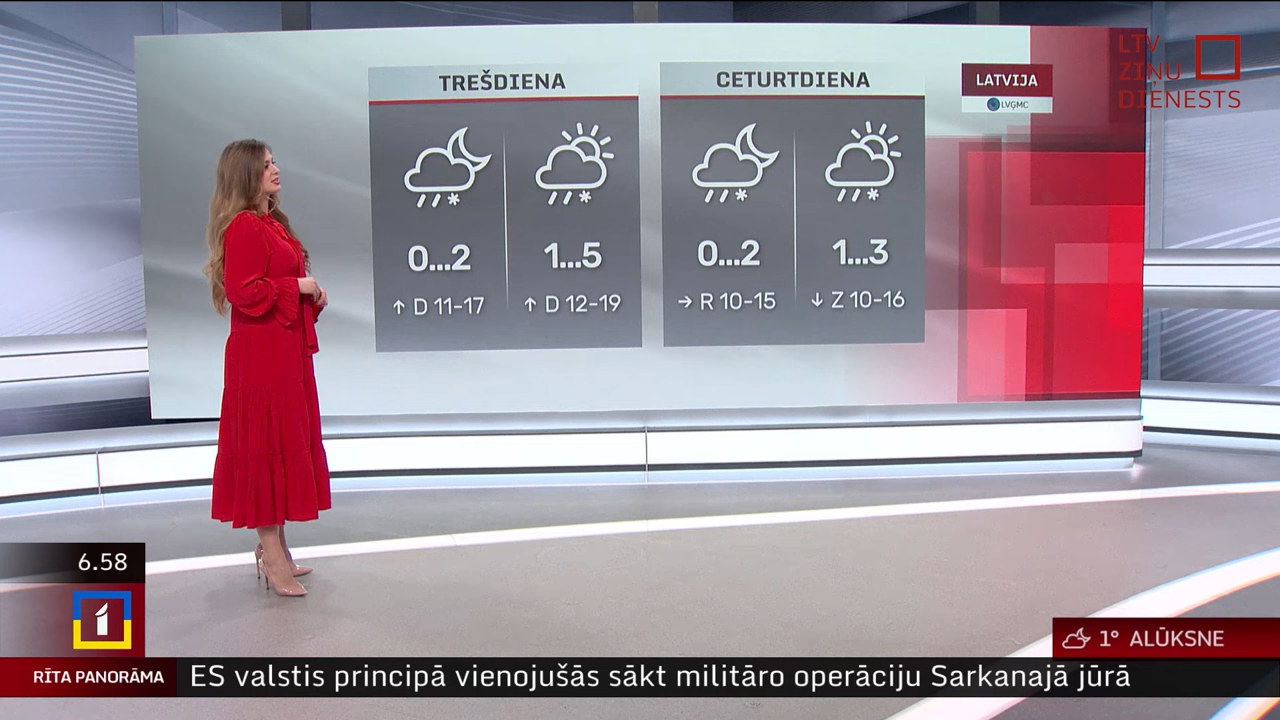 TREŠDIENA
CETURTDIENA
LATVIJA
LVĢMC
LTV
ZIŅU
DIENESTS
0...2
1...5
0...2
1...3
↑ D 11-17
↑ D 12-19
→ R 10-15
↓ Z 10-16
6.58
1
1° ALŪKSNE
RĪTA PANORĀMA
ES valstis principā vienojušās sākt militāro operāciju Sarkanajā jūrā